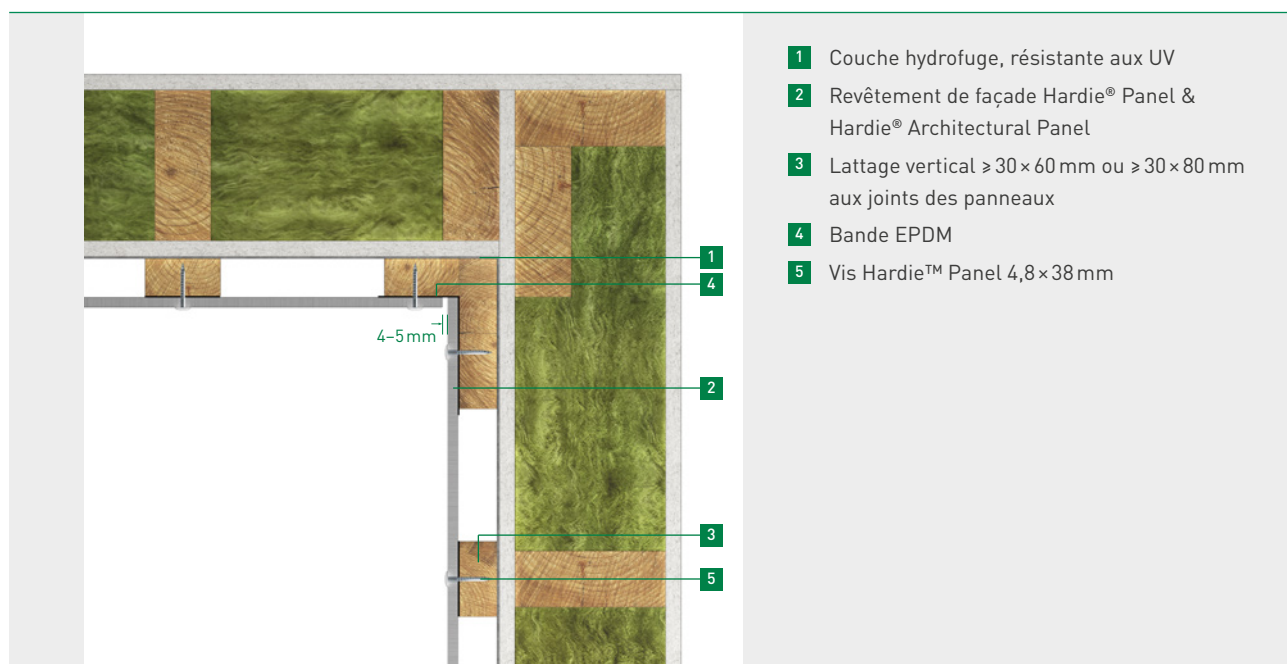 1 Couche hydrofuge, résistante aux UV
2 Revêtement de façade Hardie® Panel &
Hardie® Architectural Panel
3 Lattage vertical ⩾ 30 × 60 mm ou ⩾ 30 × 80 mm
aux joints des panneaux
4 Bande EPDM
5 Vis Hardie™ Panel 4,8 × 38 mm
1
4
4–5 mm
2
3
5